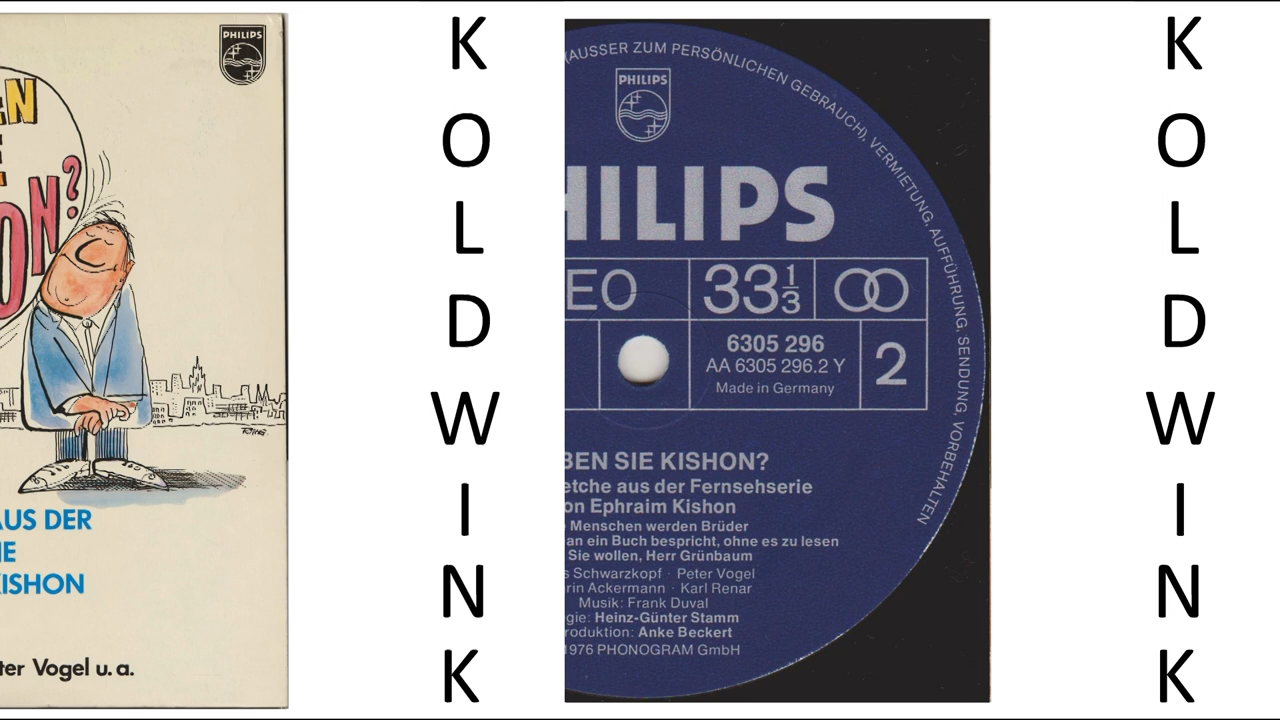 PHILIPS
EN
ON?
AUS DER
IE
KISHON
ter Vogel u. a.
K
O
L
D
W
I
N
K
(AUSSER ZUM PERSÖNLICHEN GEBRAUCH), VERMIETUNG, AUFFÜHRUNG, SENDUNG, VORBEHALTEN
PHILIPS
HILIPS
EO
33 1/3
6305 296
AA 6305 296.2 Y
Made in Germany
2
BEN SIE KISHON?
etche aus der Fernsehserie
on Ephraim Kishon
Menschen werden Brüder
an ein Buch bespricht, ohne es zu lesen
Sie wollen, Herr Grünbaum
s Schwarzkopf · Peter Vogel
rin Ackermann · Karl Renar
Musik: Frank Duval
gie: Heinz-Günter Stamm
roduktion: Anke Beckert
1976 PHONOGRAM GmbH
K
O
L
D
W
I
N
K